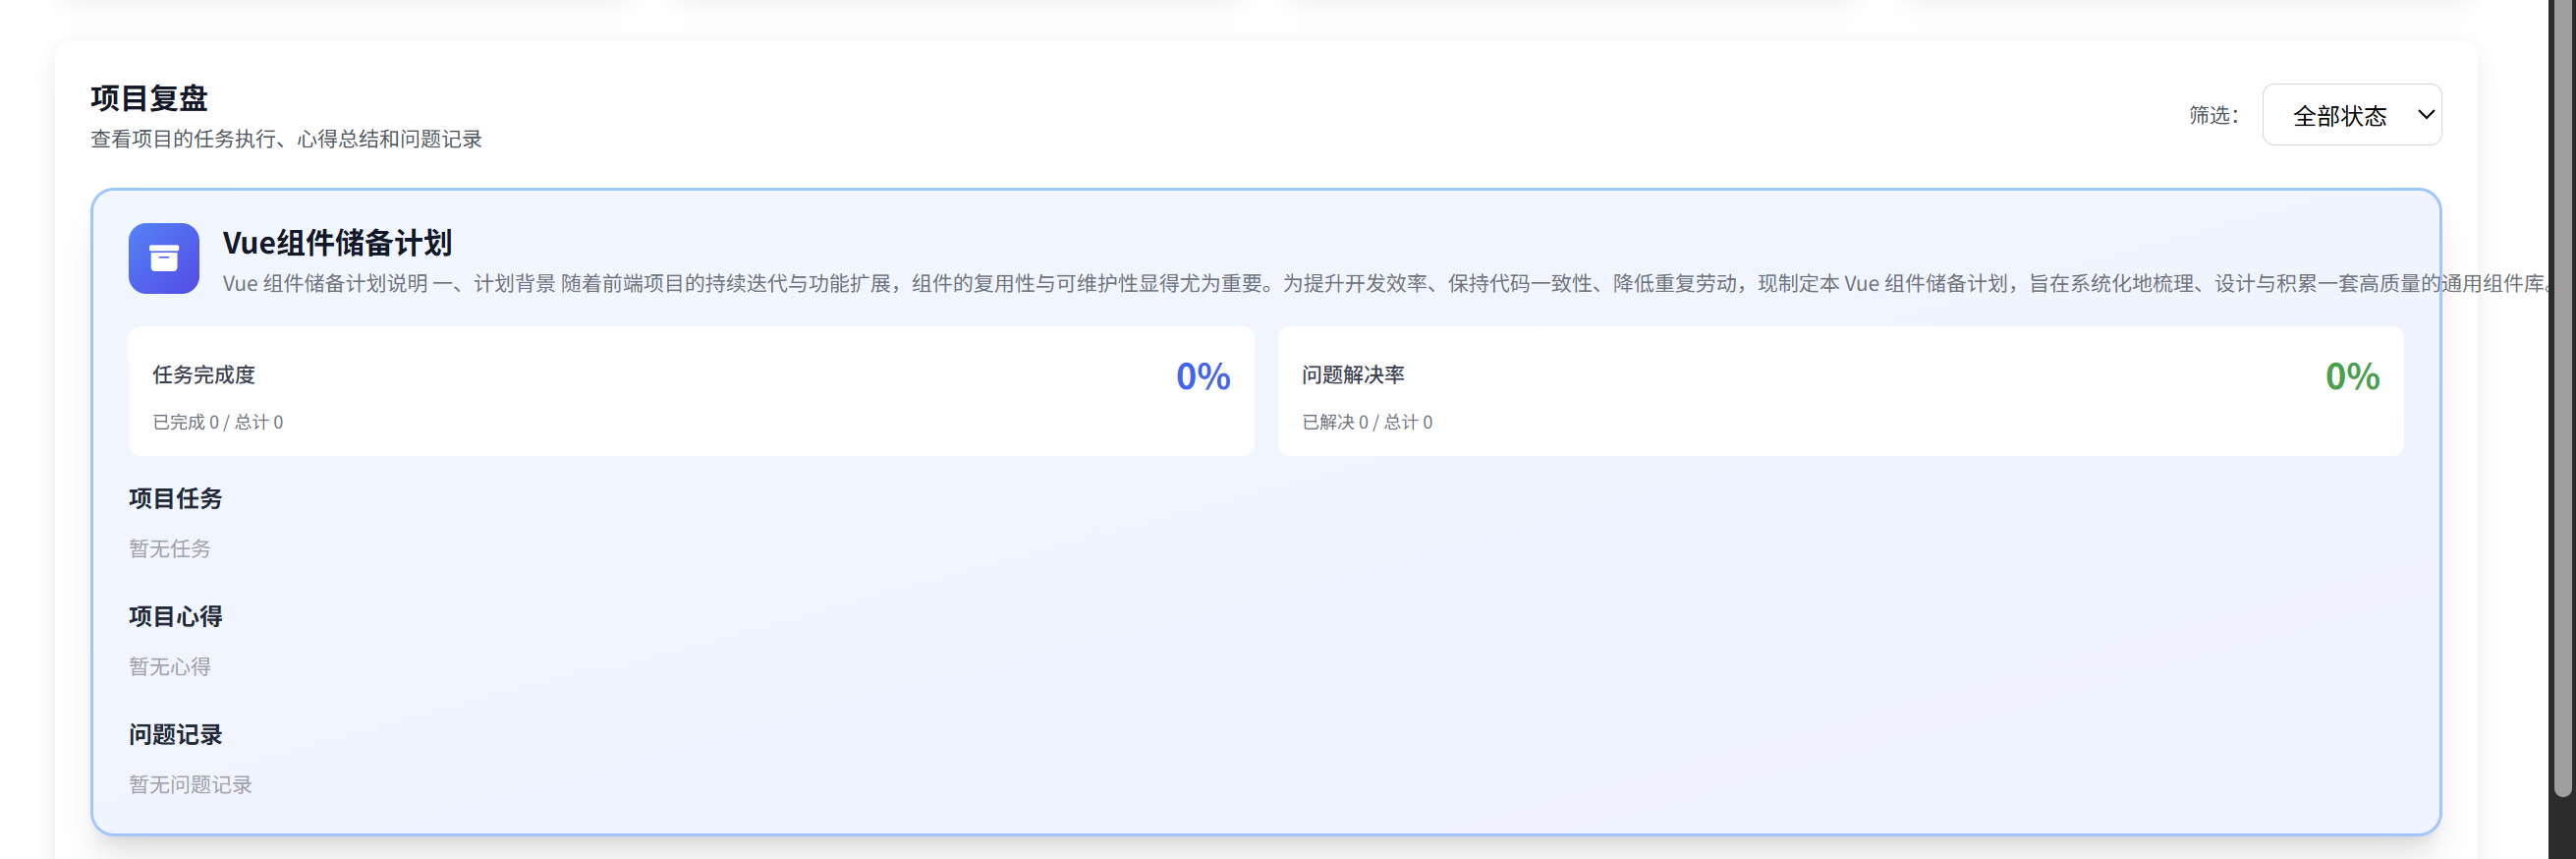 项目复盘
查看项目的任务执行、心得总结和问题记录
筛选：
全部状态
Vue组件储备计划
Vue 组件储备计划说明 一、计划背景 随着前端项目的持续迭代与功能扩展，组件的复用性与可维护性显得尤为重要。为提升开发效率、保持代码一致性、降低重复劳动，现制定本 Vue 组件储备计划，旨在系统化地梳理、设计与积累一套高质量的通用组件库。
任务完成度
0%
已完成 0 / 总计 0
问题解决率
0%
已解决 0 / 总计 0
项目任务
暂无任务
项目心得
暂无心得
问题记录
暂无问题记录